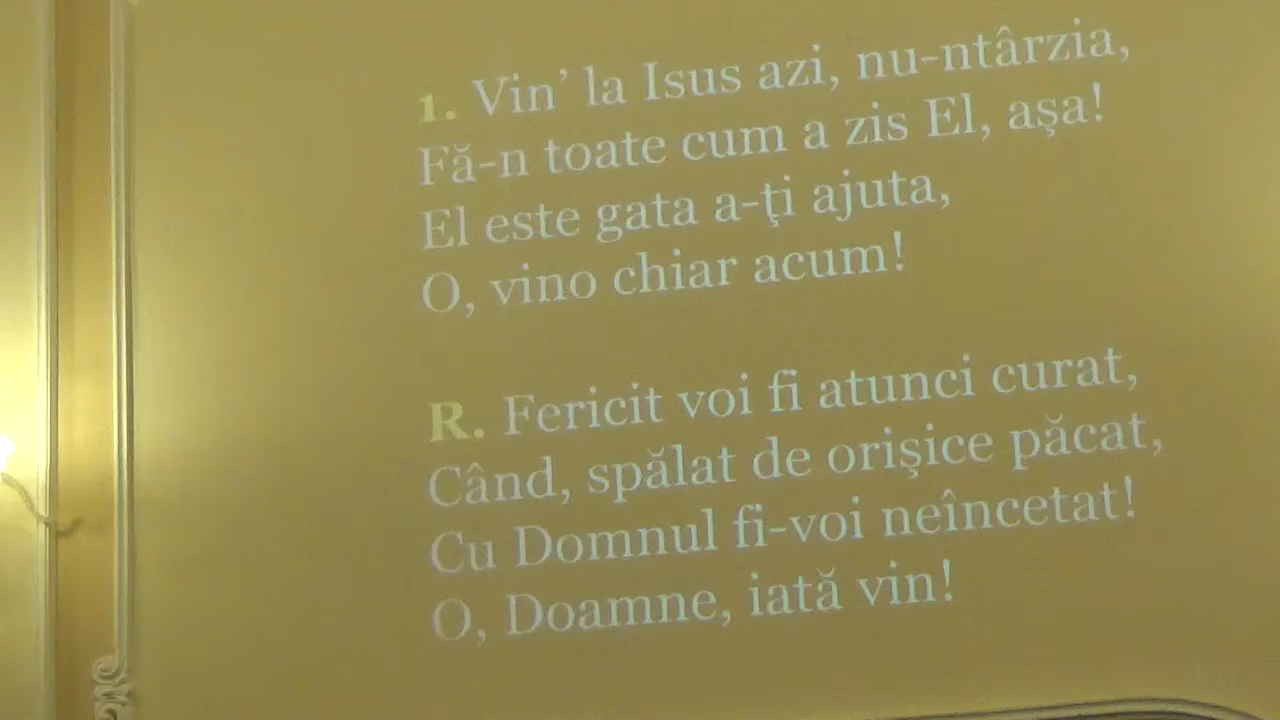 1. Vin’ la Isus azi, nu-ntârzia,
Fă-n toate cum a zis El, aşa!
El este gata a-ţi ajuta,
O, vino chiar acum!
R. Fericit voi fi atunci curat,
Când, spălat de orişice păcat,
Cu Domnul fi-voi neîncetat!
O, Doamne, iată vin!